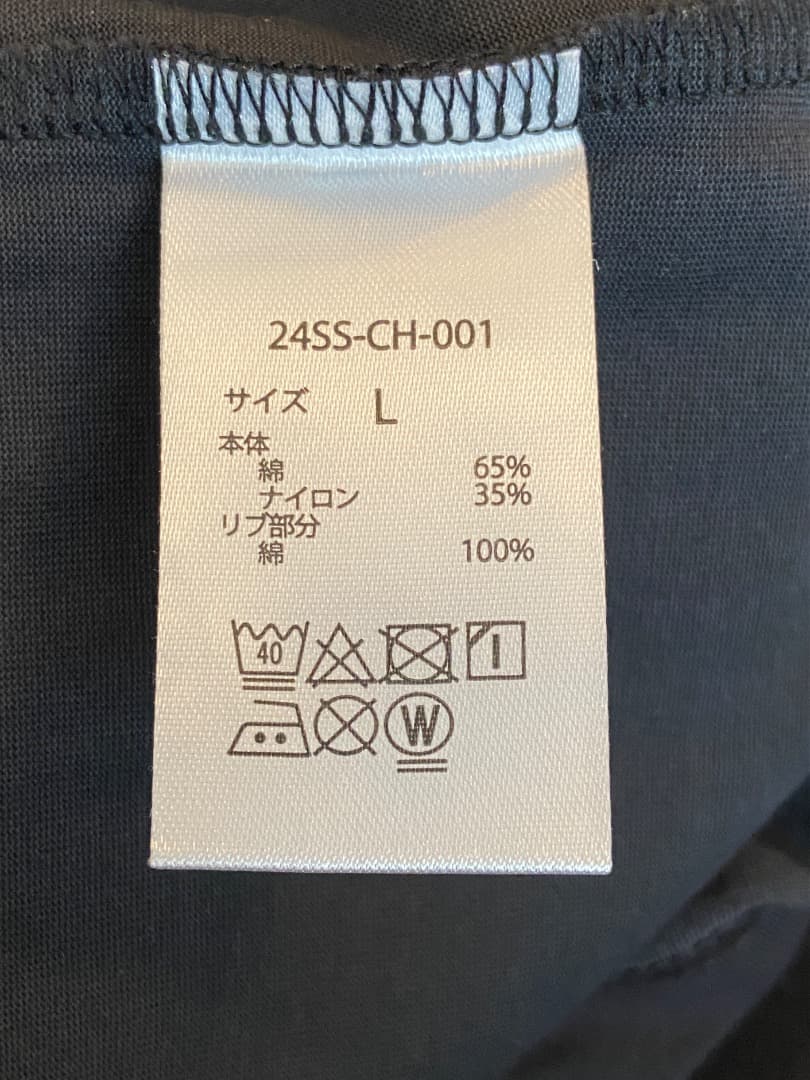 24SS-CH-001
サイズ L
本体
綿 65%
ナイロン 35%
リブ部分
綿 100%
40
W